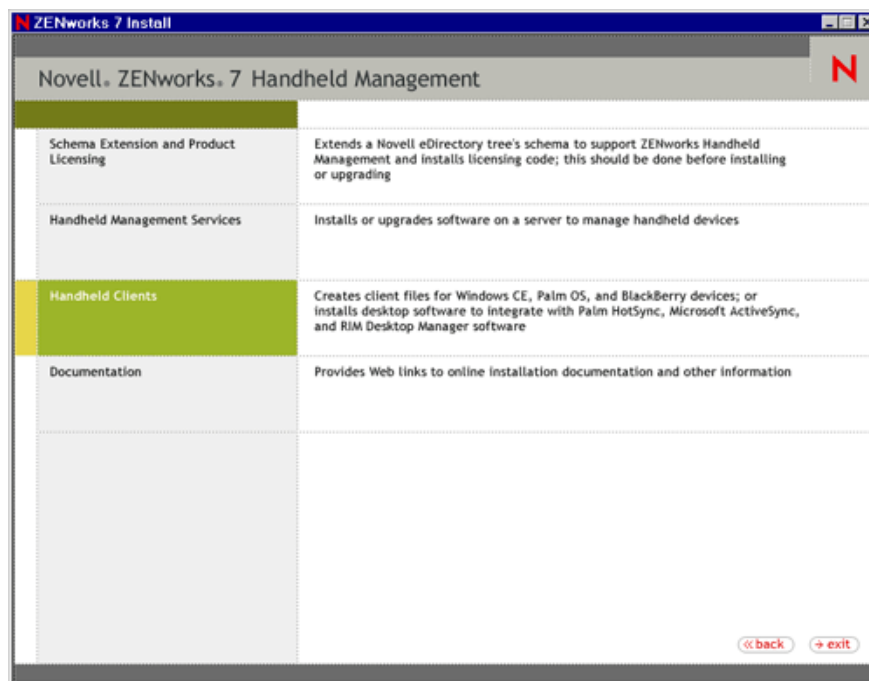 N ZENworks 7 Install
N
Novell® ZENworks® 7 Handheld Management
Schema Extension and Product
Licensing
Extends a Novell eDirectory tree's schema to support ZENworks Handheld
Management and installs licensing code; this should be done before installing
or upgrading
Handheld Management Services
Installs or upgrades software on a server to manage handheld devices
Handheld Clients
Creates client files for Windows CE, Palm OS, and BlackBerry devices; or
installs desktop software to integrate with Palm HotSync, Microsoft ActiveSync,
and RIM Desktop Manager software
Documentation
Provides Web links to online installation documentation and other information
«back
→ exit